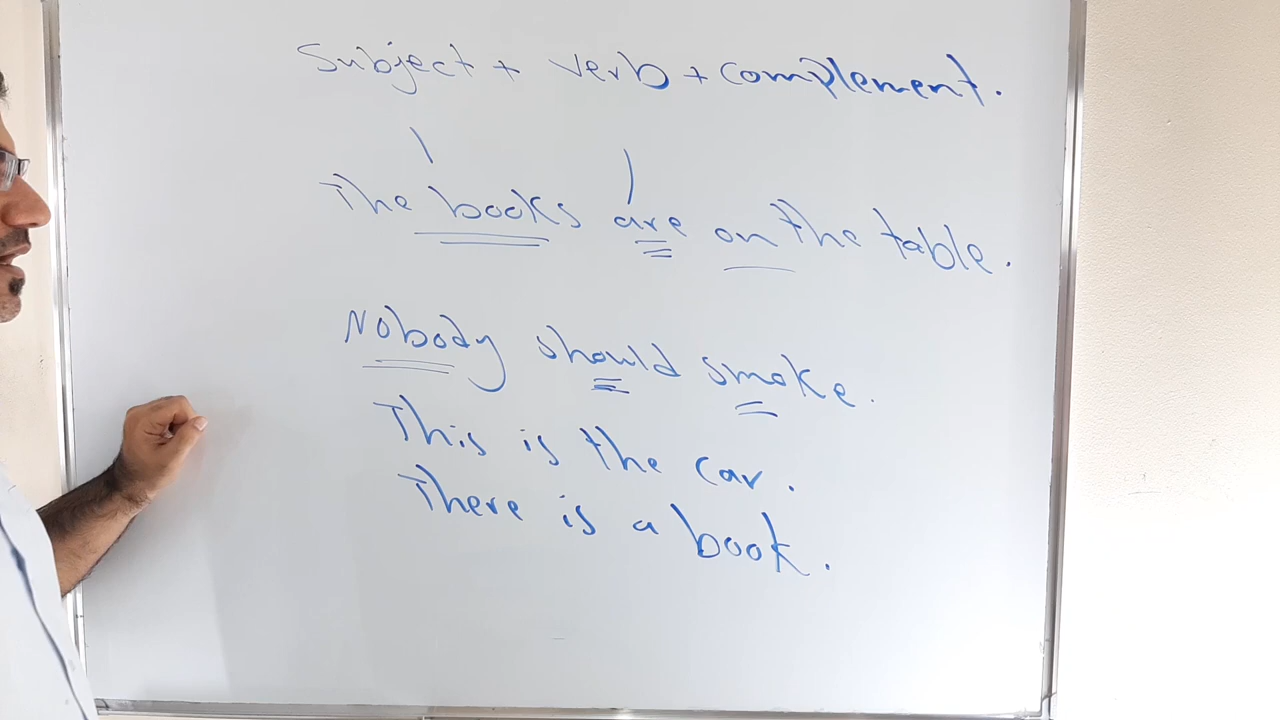 Subject + verb + complement.
The books are on the table.
Nobody should smoke.
This is the car.
There is a book.